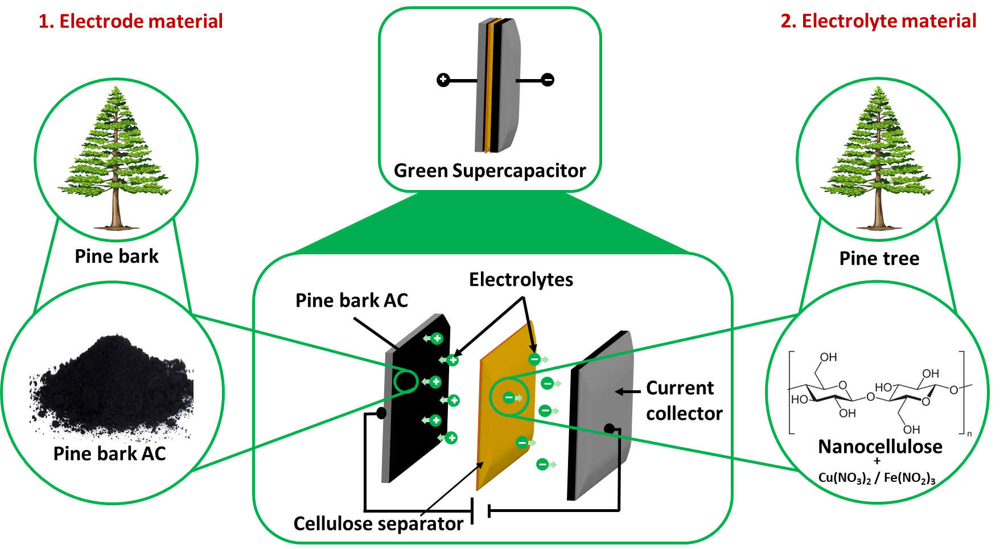 1. Electrode material
2. Electrolyte material
+
−
Green Supercapacitor
Pine bark
Pine tree
Electrolytes
Pine bark AC
+
+
+
+
+
+
−
−
−
−
−
−
Current
collector
Cellulose separator
Pine bark AC
OH
O
HO
OH
O
OH
HO
O
OH
O
n
Nanocellulose
+
Cu(NO₃)₂ / Fe(NO₂)₃